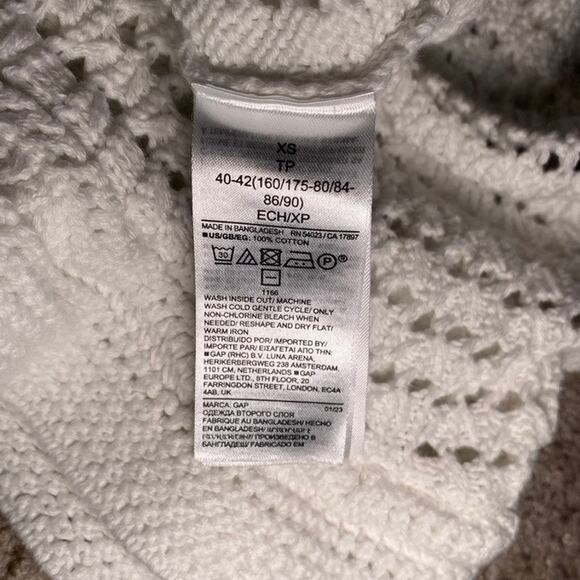 XS
TP
40-42(160/175-80/84-
86/90)
ECH/XP
MADE IN BANGLADESH RN 54023 / CA 17897
■US/GB/EG: 100% COTTON
30
P®
1166
WASH INSIDE OUT/ MACHINE
WASH COLD GENTLE CYCLE/ ONLY
NON-CHLORINE BLEACH WHEN
NEEDED/ RESHAPE AND DRY FLAT/
WARM IRON
DISTRIBUIDO POR/ IMPORTED BY/
IMPORTE PAR/ ΕΙΣΑΓΕΤΑΙ ΑΠΟ ΤΗΝ:
■GAP (RHC) B.V. LUNA ARENA,
HERIKERBERGWEG 238 AMSTERDAM,
1101 CM, NETHERLANDS ■GAP
EUROPE LTD., 8TH FLOOR, 20
FARRINGDON STREET, LONDON, EC4A
4AB, UK
MARCA: GAP 01/23
ОДЕЖДА ВТОРОГО СЛОЯ
FABRIQUE AU BANGLADESH/ HECHO
EN BANGLADESH/
ПРОИЗВЕДЕНО В
БАНГЛАДЕШ/ FABRICADO EM